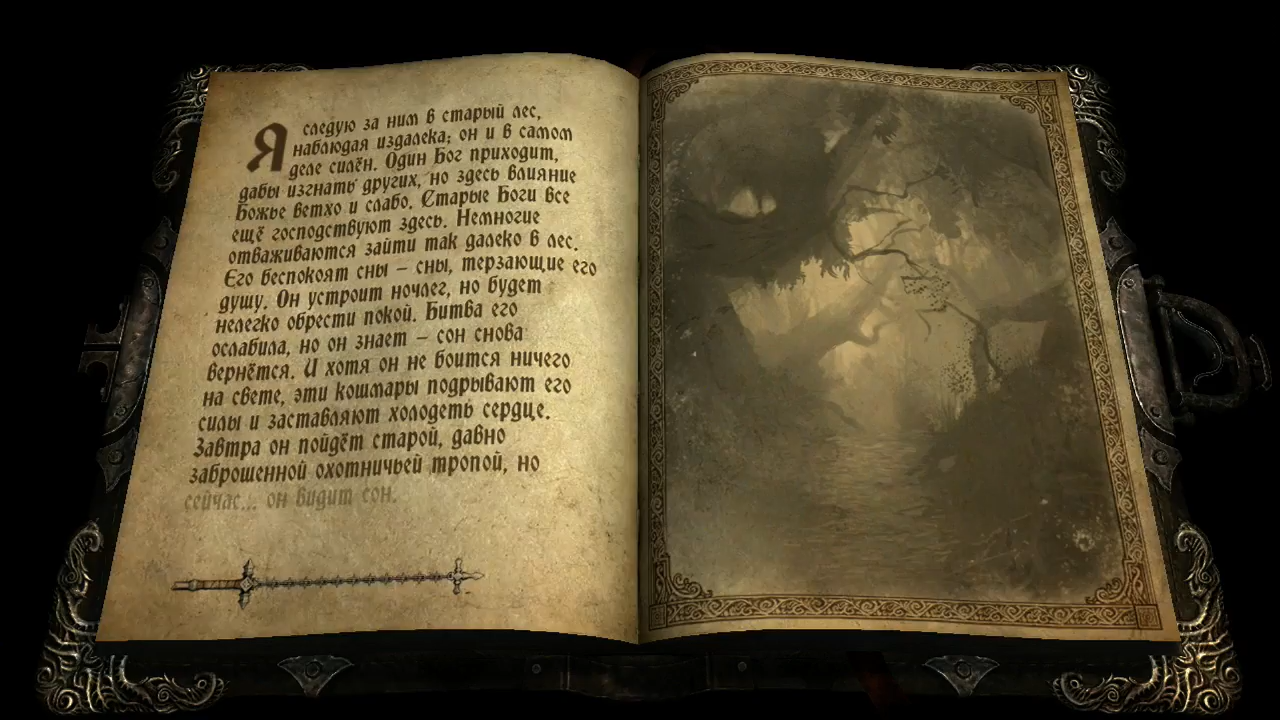 Я следую за ним в старый лес,
наблюдая издалека; он и в самом
деле силён. Один Бог приходит,
дабы изгнать других, но здесь влияние
Божье ветхо и слабо. Старые Боги все
ещё господствуют здесь. Немногие
отваживаются зайти так далеко в лес.
Его беспокоят сны – сны, терзающие его
душу. Он устроит ночлег, но будет
нелегко обрести покой. Битва его
ослабила, но он знает – сон снова
вернётся. И хотя он не боится ничего
на свете, эти кошмары подрывают его
силы и заставляют холодеть сердце.
Завтра он пойдёт старой, давно
заброшенной охотничьей тропой, но
сейчас... он видит сон.